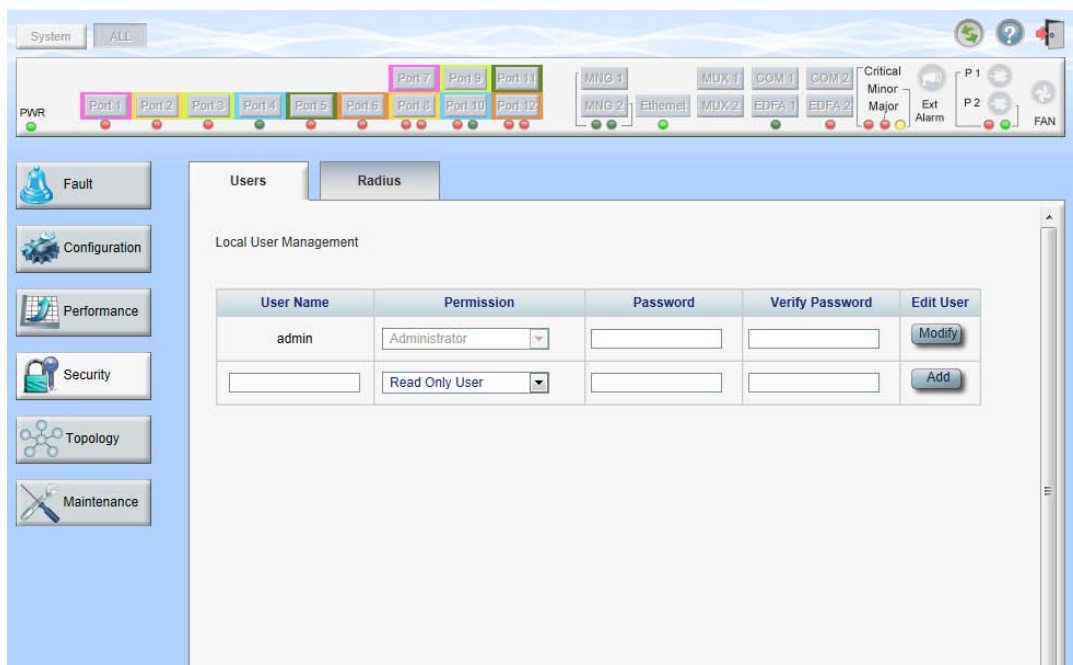 System ALL
Critical
Minor
Major
Port 7 Port 9 Port 11 MNG 1 MUX 1 COM 1 COM 2 P 1
PWR Port 1 Port 2 Port 3 Port 4 Port 5 Port 6 Port 8 Port 10 Port 12 MNG 2 Ethernet MUX 2 EDFA 1 EDFA 2 Ext Alarm P 2 FAN
Fault
Configuration
Performance
Security
Topology
Maintenance
Users Radius
Local User Management
User Name Permission Password Verify Password Edit User
admin Administrator Modify
Read Only User Add